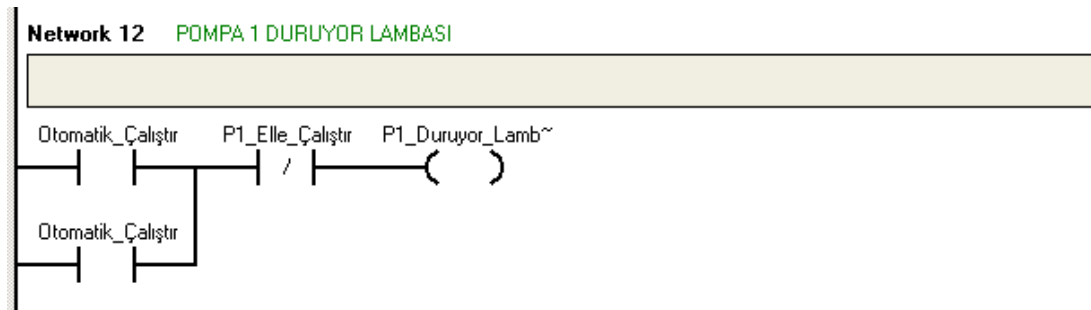 Network 12 POMPA 1 DURUYOR LAMBASI
Otomatik_Çalıştır P1_Elle_Çalıştır P1_Duruyor_Lamb~
/
Otomatik_Çalıştır